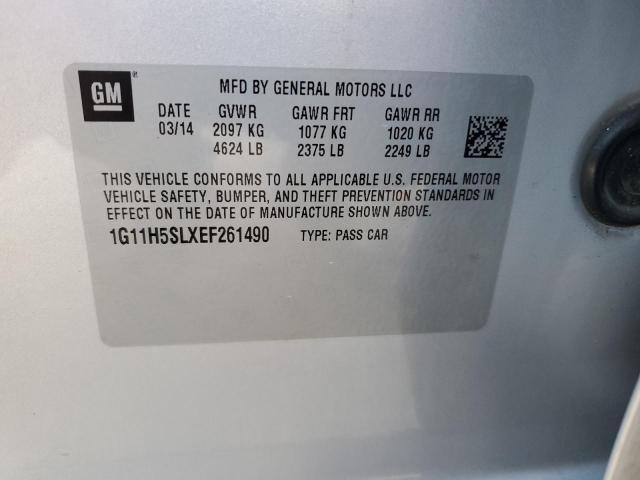 GM
MFD BY GENERAL MOTORS LLC
DATE GVWR GAWR FRT GAWR RR
03/14 2097 KG 1077 KG 1020 KG
4624 LB 2375 LB 2249 LB
THIS VEHICLE CONFORMS TO ALL APPLICABLE U.S. FEDERAL MOTOR
VEHICLE SAFETY, BUMPER, AND THEFT PREVENTION STANDARDS IN
EFFECT ON THE DATE OF MANUFACTURE SHOWN ABOVE.
1G11H5SLXEF261490 TYPE: PASS CAR